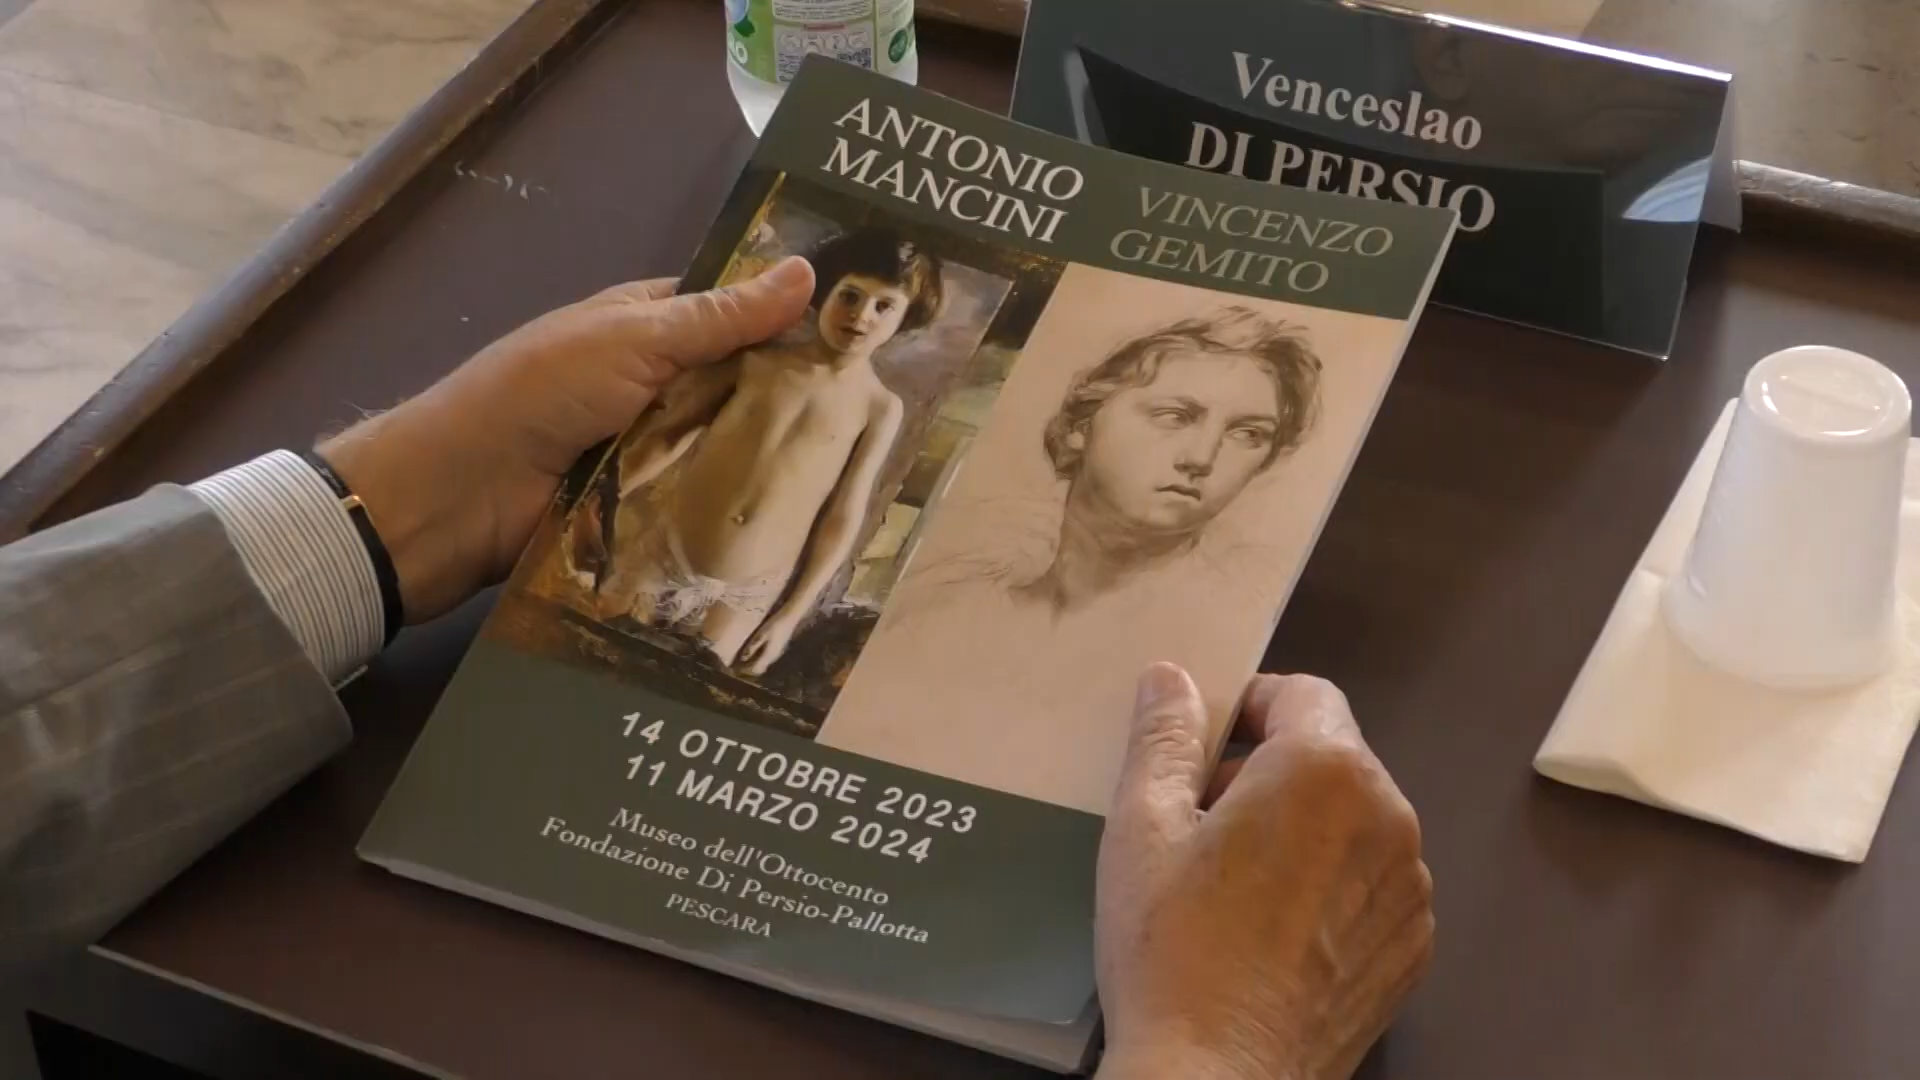 Venceslao
DI PERSIO
ANTONIO
MANCINI
VINCENZO
GEMITO
14 OTTOBRE 2023
11 MARZO 2024
Museo dell'Ottocento
Fondazione Di Persio-Pallotta
PESCARA